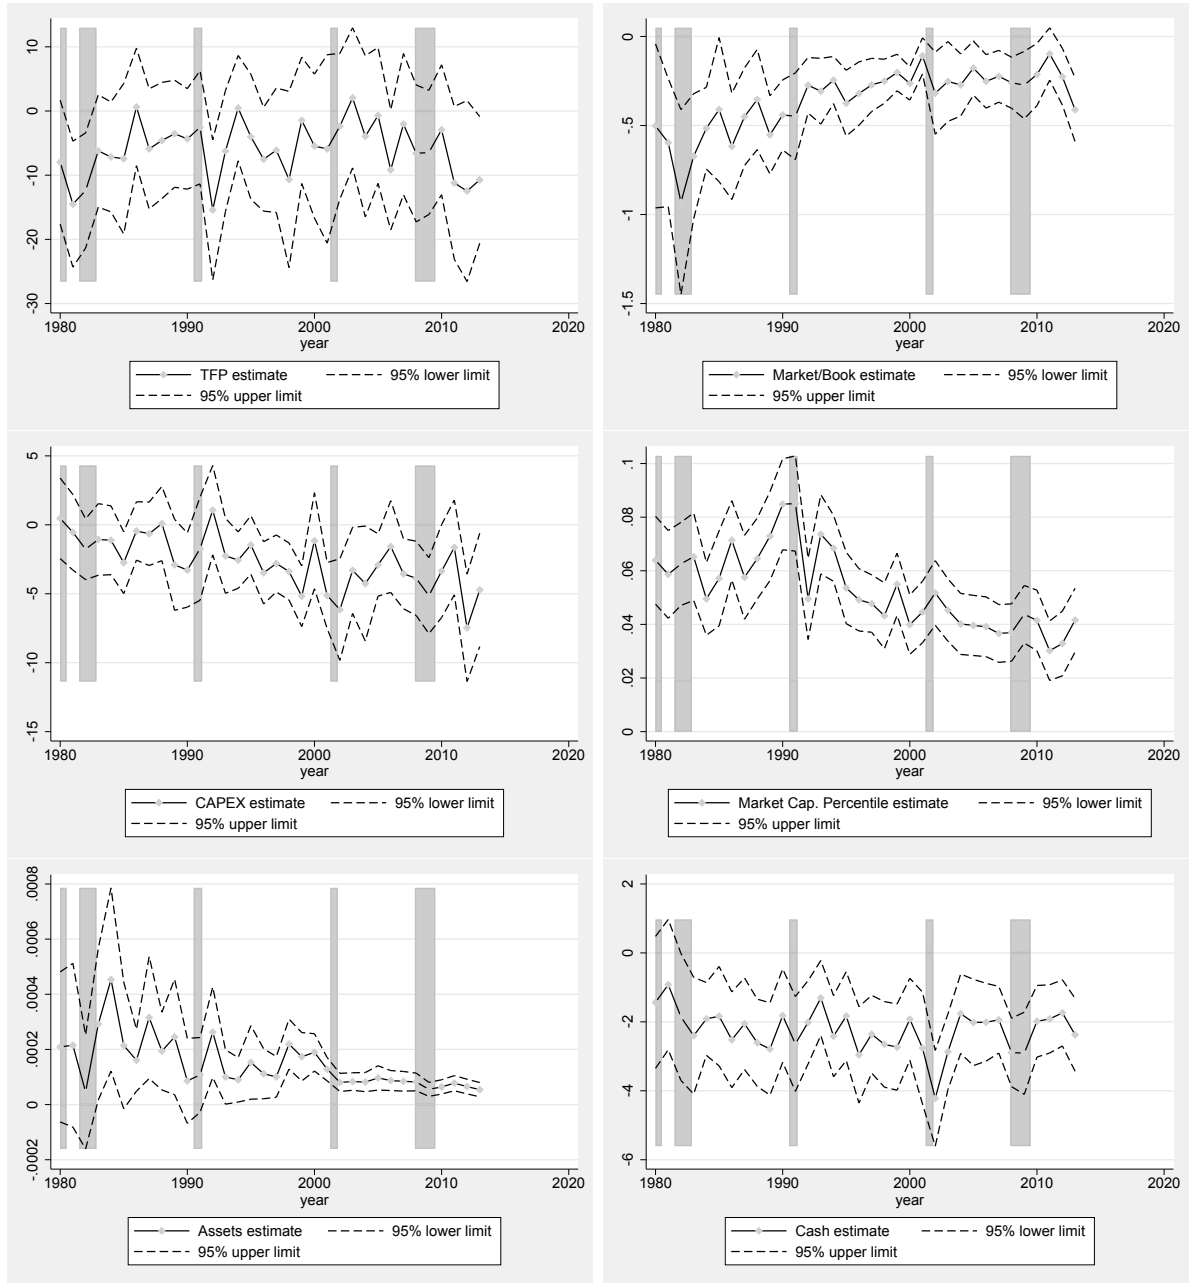 10
0
-10
-20
-30
1980 1990 2000 2010 2020
year
TFP estimate 95% lower limit
95% upper limit
0
-.5
-1
-1.5
1980 1990 2000 2010 2020
year
Market/Book estimate 95% lower limit
95% upper limit
5
0
-5
-10
-15
1980 1990 2000 2010 2020
year
CAPEX estimate 95% lower limit
95% upper limit
.1
.08
.06
.04
.02
0
1980 1990 2000 2010 2020
year
Market Cap. Percentile estimate 95% lower limit
95% upper limit
.0008
.0006
.0004
.0002
0
-.0002
1980 1990 2000 2010 2020
year
Assets estimate 95% lower limit
95% upper limit
2
0
-2
-4
-6
1980 1990 2000 2010 2020
year
Cash estimate 95% lower limit
95% upper limit